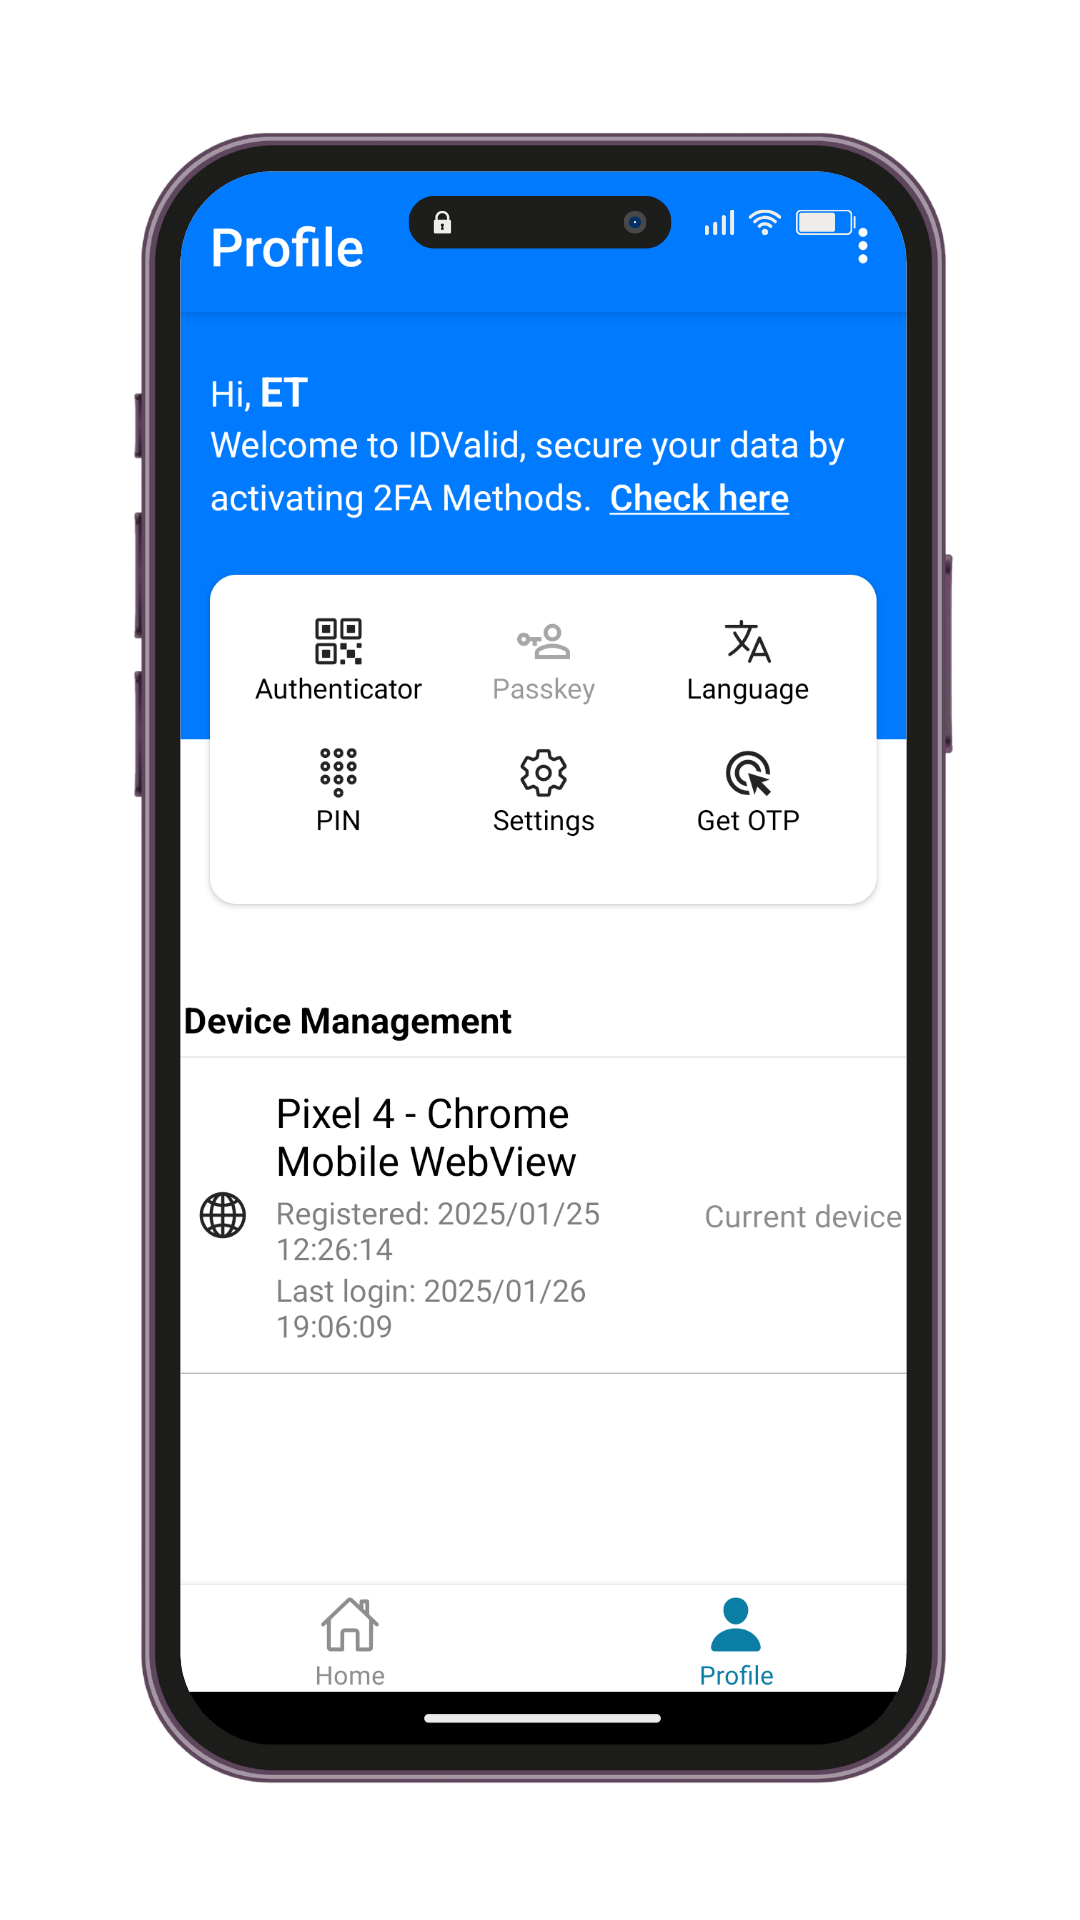 Profile
Hi, ET
Welcome to IDValid, secure your data by
activating 2FA Methods. Check here
Authenticator
Passkey
Language
PIN
Settings
Get OTP
Device Management
Pixel 4 - Chrome
Mobile WebView
Registered: 2025/01/25
12:26:14
Last login: 2025/01/26
19:06:09
Current device
Home
Profile